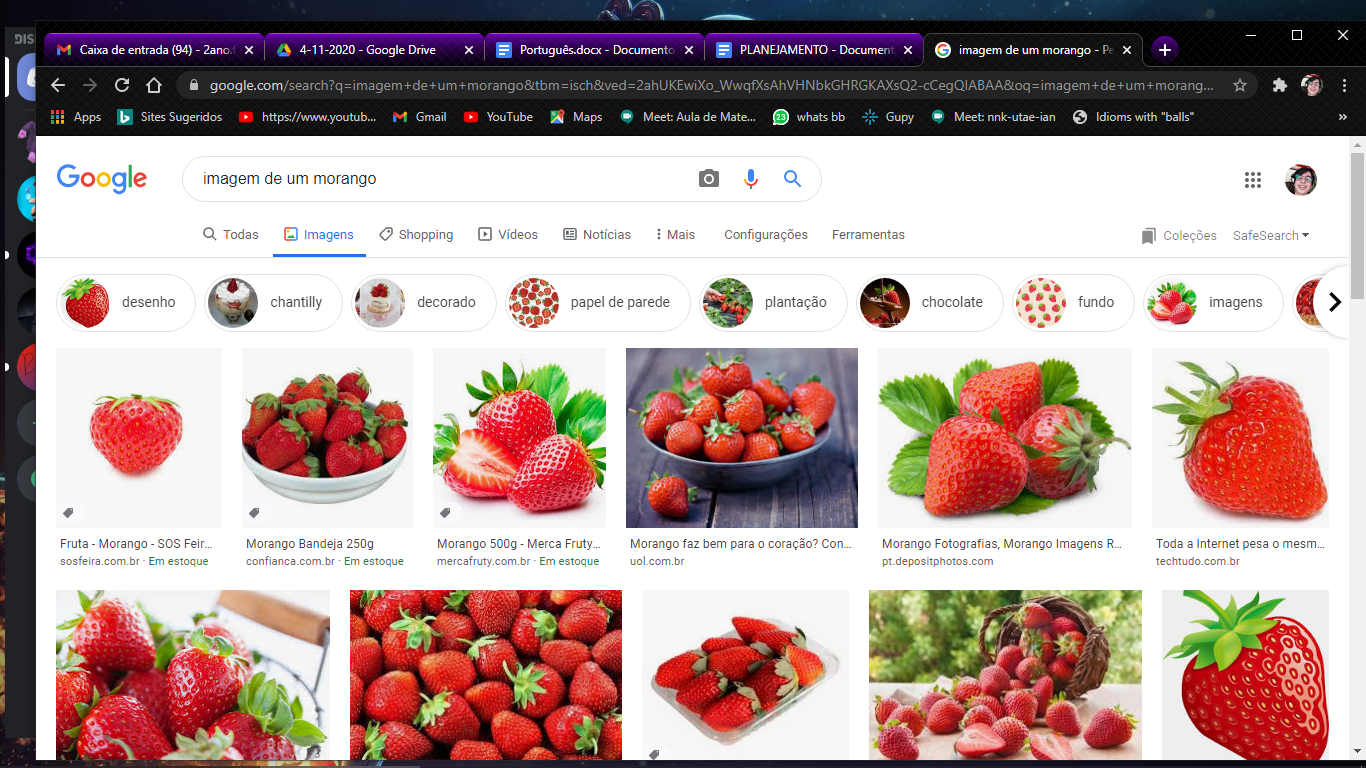 DIS
Caixa de entrada (94) - 2ano.f
4-11-2020 - Google Drive
Português.docx - Documento
PLANEJAMENTO - Document
imagem de um morango - Pe
google.com/search?q=imagem+de+um+morango&tbm=isch&ved=2ahUKEwiXo_WwqfXsAhVHNbkGHRGKAXsQ2-cCegQIABAA&oq=imagem+de+um+morang...
Apps
Sites Sugeridos
https://www.youtub...
Gmail
YouTube
Maps
Meet: Aula de Mate...
23
whats bb
Gupy
Meet: nnk-utae-ian
Idioms with "balls"
»
Google
imagem de um morango
Todas
Imagens
Shopping
Vídeos
Notícias
Mais
Configurações
Ferramentas
Coleções
SafeSearch
desenho
chantilly
decorado
papel de parede
plantação
chocolate
fundo
imagens
Fruta - Morango - SOS Feir...
sosfeira.com.br · Em estoque
Morango Bandeja 250g
confianca.com.br · Em estoque
Morango 500g - Merca Fruty...
mercafruty.com.br · Em estoque
Morango faz bem para o coração? Con...
uol.com.br
Morango Fotografias, Morango Imagens R...
pt.depositphotos.com
Toda a Internet pesa o mesm...
techtudo.com.br